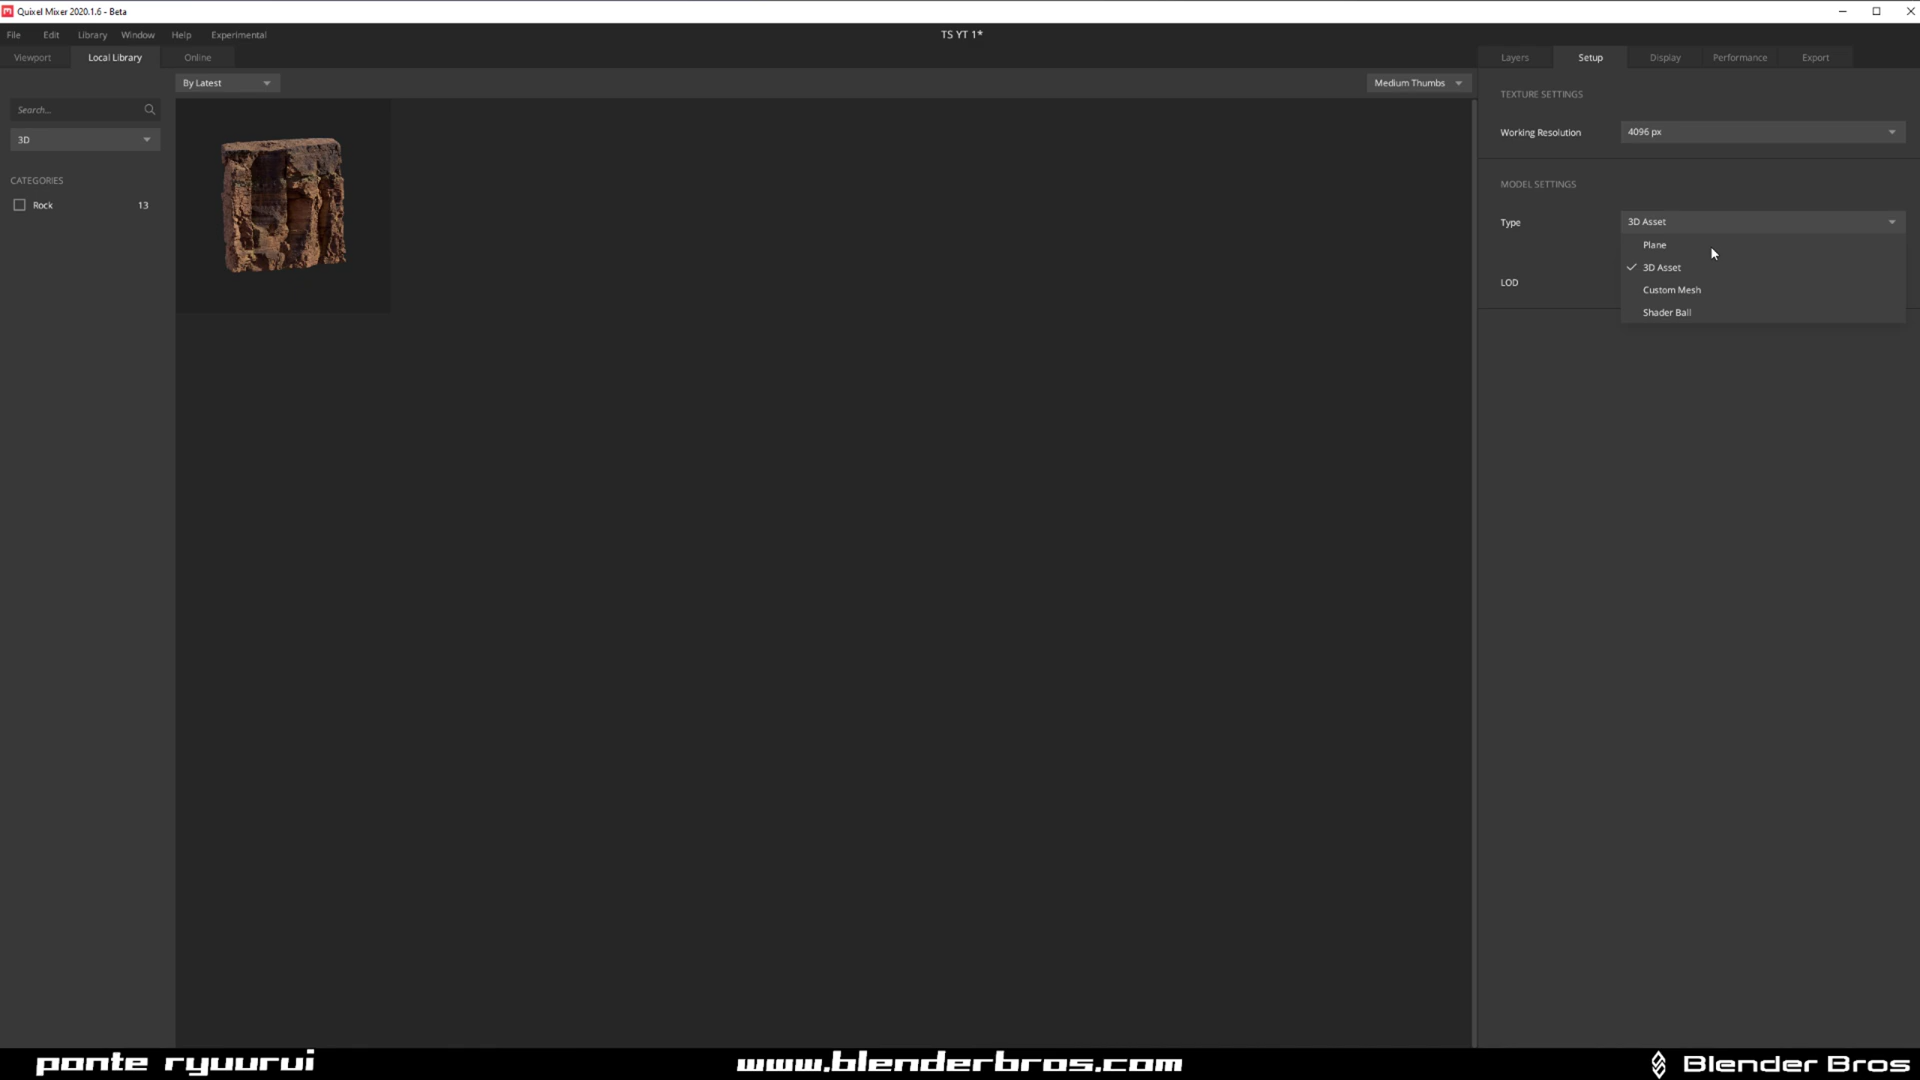 Quixel Mixer 2020.1.6 - Beta
File Edit Library Window Help Experimental TS YT 1*
Viewport Local Library Online Layers Setup Display Performance Export
By Latest Medium Thumbs
Search...
3D
CATEGORIES
Rock 13
TEXTURE SETTINGS
Working Resolution 4096 px
MODEL SETTINGS
Type 3D Asset
Plane
3D Asset
Custom Mesh
Shader Ball
LOD
ponte ryuurui www.blenderbros.com Blender Bros